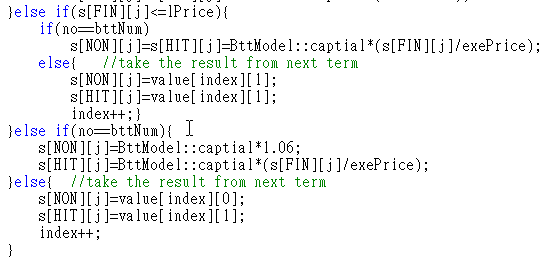 }else if(s[FIN][j]<=lPrice){
    if(no==bttNum)
        s[NON][j]=s[HIT][j]=BttModel::captial*(s[FIN][j]/exePrice);
    else{   //take the result from next term
        s[NON][j]=value[index][1];
        s[HIT][j]=value[index][1];
        index++;}
}else if(no==bttNum){
    s[NON][j]=BttModel::captial*1.06;
    s[HIT][j]=BttModel::captial*(s[FIN][j]/exePrice);
}else{  //take the result from next term
    s[NON][j]=value[index][0];
    s[HIT][j]=value[index][1];
    index++;
}